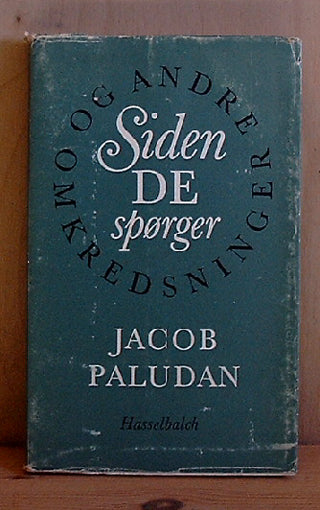 Siden
DE
spørger
OG ANDRE OMKREDSNINGER
JACOB
PALUDAN
Hasselbalch